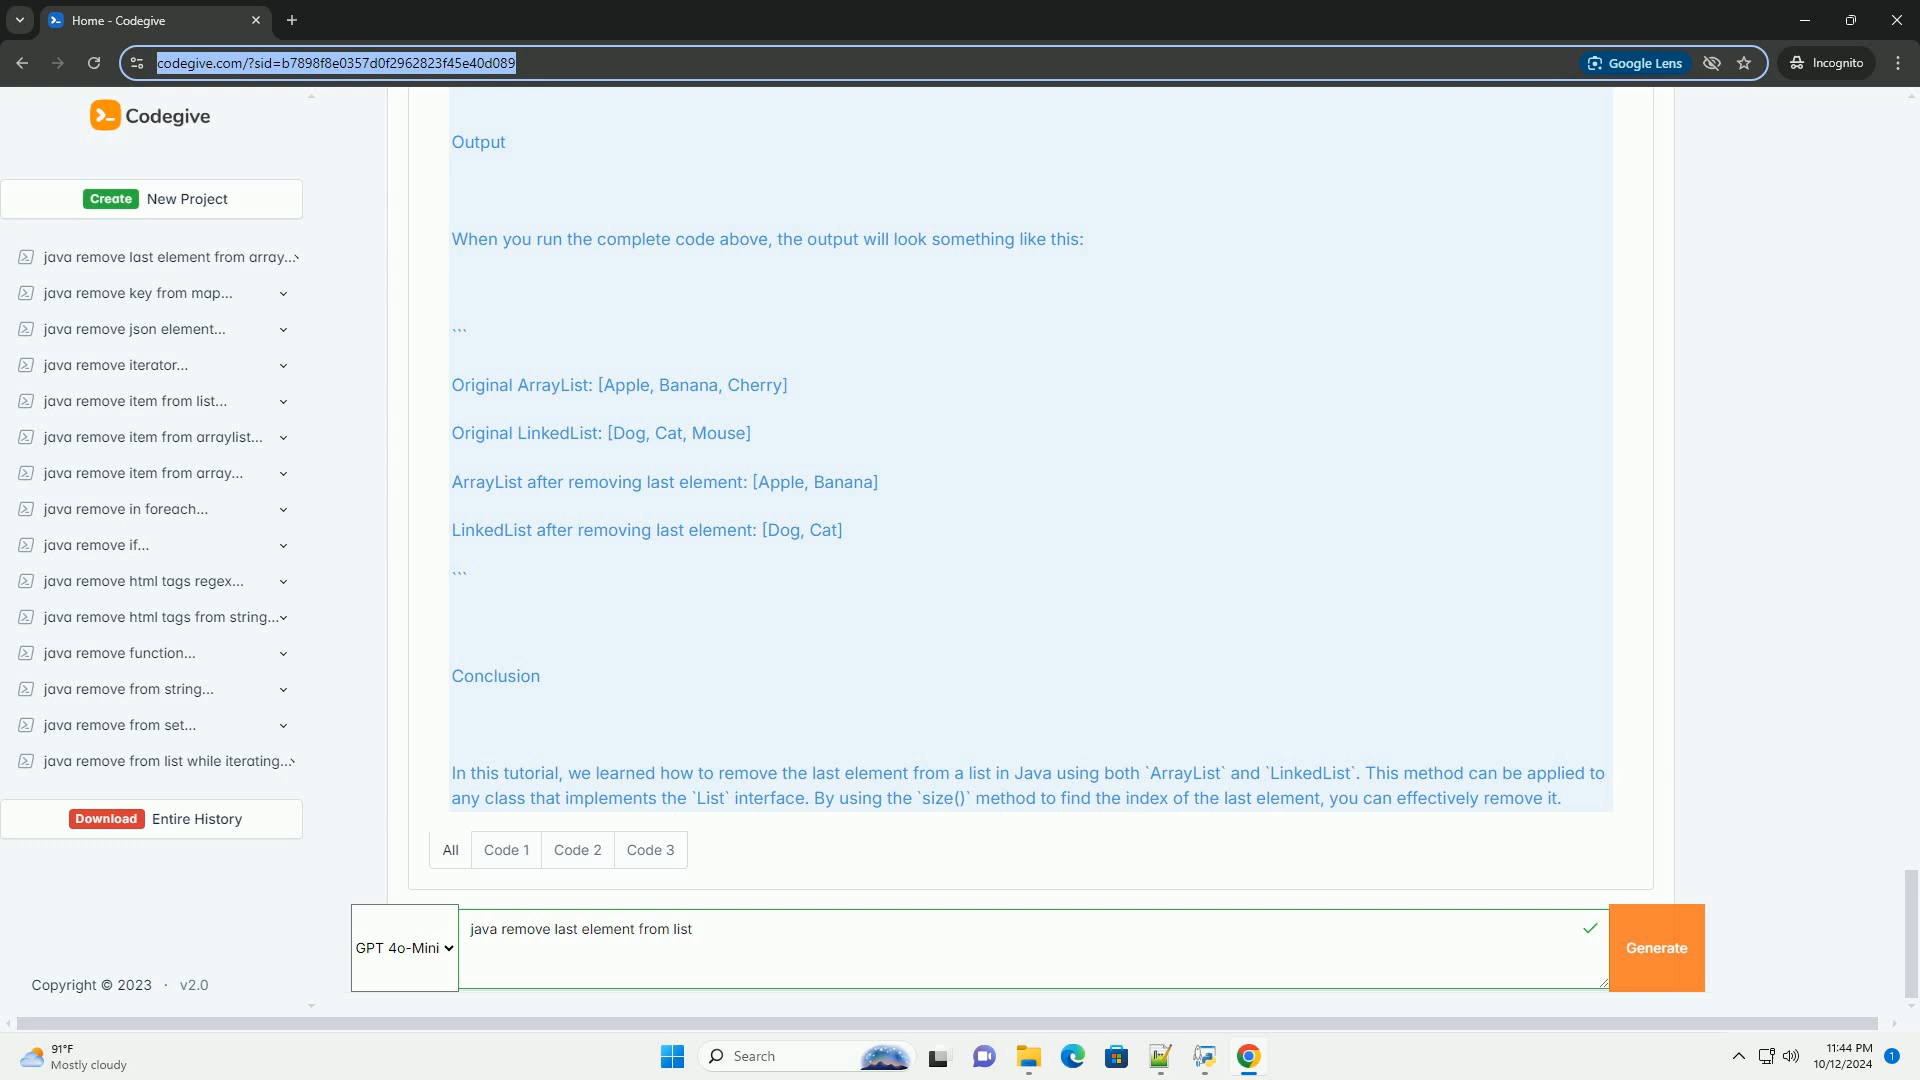 Home - Codegive
codegive.com/?sid=b7898f8e0357d0f2962823f45e40d089
Google Lens
Incognito
Codegive
Create New Project
java remove last element from array...
java remove key from map...
java remove json element...
java remove iterator...
java remove item from list...
java remove item from arraylist...
java remove item from array...
java remove in foreach...
java remove if...
java remove html tags regex...
java remove html tags from string...
java remove function...
java remove from string...
java remove from set...
java remove from list while iterating...
Download Entire History
Copyright © 2023 · v2.0
Output
When you run the complete code above, the output will look something like this:
```
Original ArrayList: [Apple, Banana, Cherry]
Original LinkedList: [Dog, Cat, Mouse]
ArrayList after removing last element: [Apple, Banana]
LinkedList after removing last element: [Dog, Cat]
```
Conclusion
In this tutorial, we learned how to remove the last element from a list in Java using both `ArrayList` and `LinkedList`. This method can be applied to
any class that implements the `List` interface. By using the `size()` method to find the index of the last element, you can effectively remove it.
All Code 1 Code 2 Code 3
GPT 4o-Mini
java remove last element from list
Generate
91°F
Mostly cloudy
Search
11:44 PM
10/12/2024
1